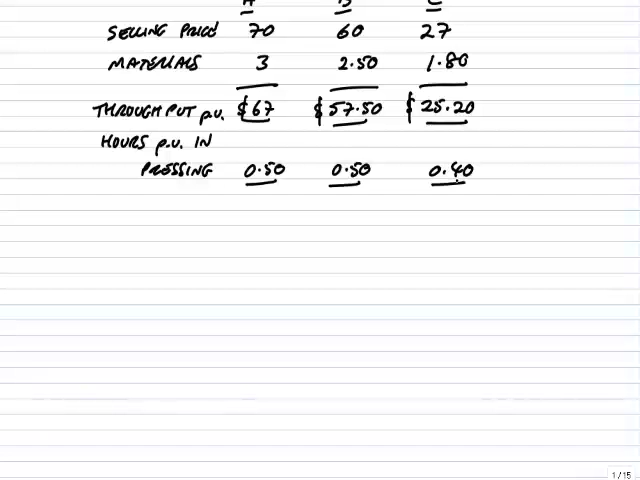 A B C
SELLING PRICE 70 60 27
MATERIALS 3 2.50 1.80
THROUGHPUT p.u. $67 $57.50 $25.20
HOURS p.u. IN
PRESSING 0.50 0.50 0.40
1 / 15